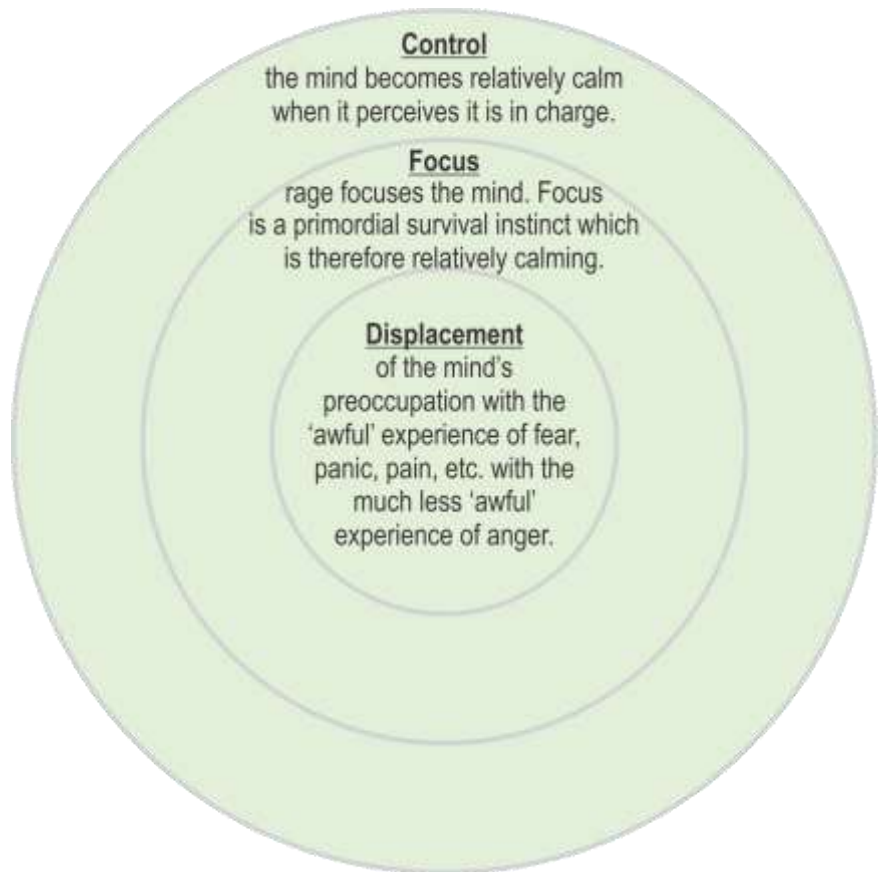 Control
the mind becomes relatively calm
when it perceives it is in charge.
Focus
rage focuses the mind. Focus
is a primordial survival instinct which
is therefore relatively calming.
Displacement
of the mind’s
preoccupation with the
‘awful’ experience of fear,
panic, pain, etc. with the
much less ‘awful’
experience of anger.